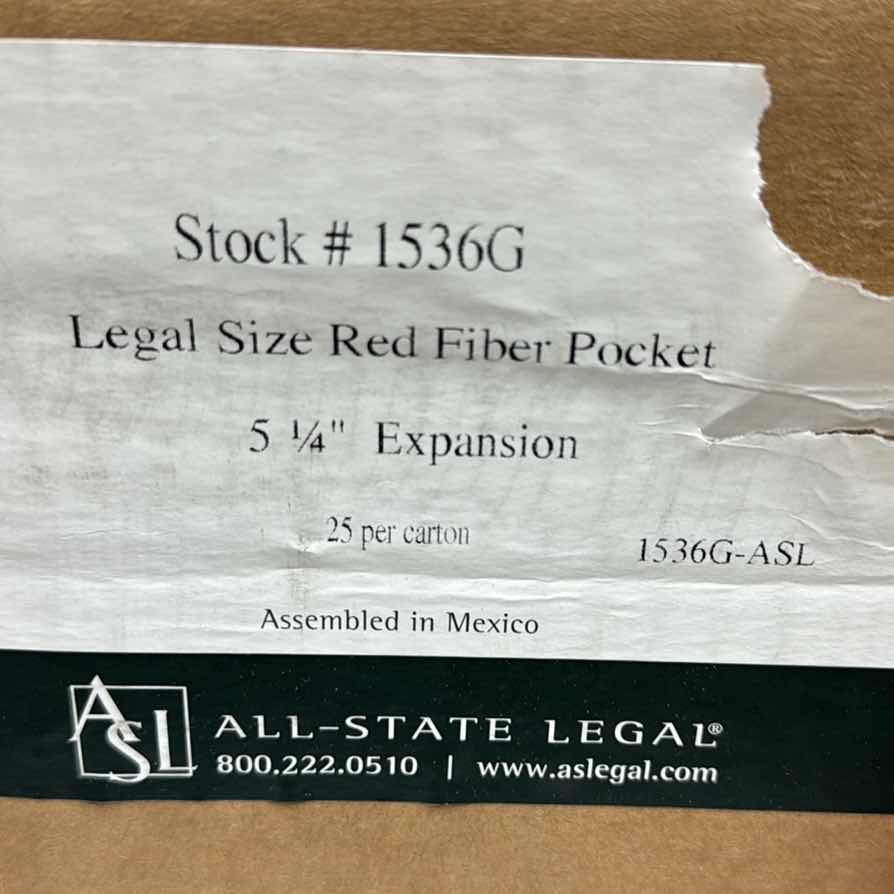 Stock # 1536G
Legal Size Red Fiber Pocket
5 ¼" Expansion
25 per carton
1536G-ASL
Assembled in Mexico
ASL
ALL-STATE LEGAL®
800.222.0510 | www.aslegal.com